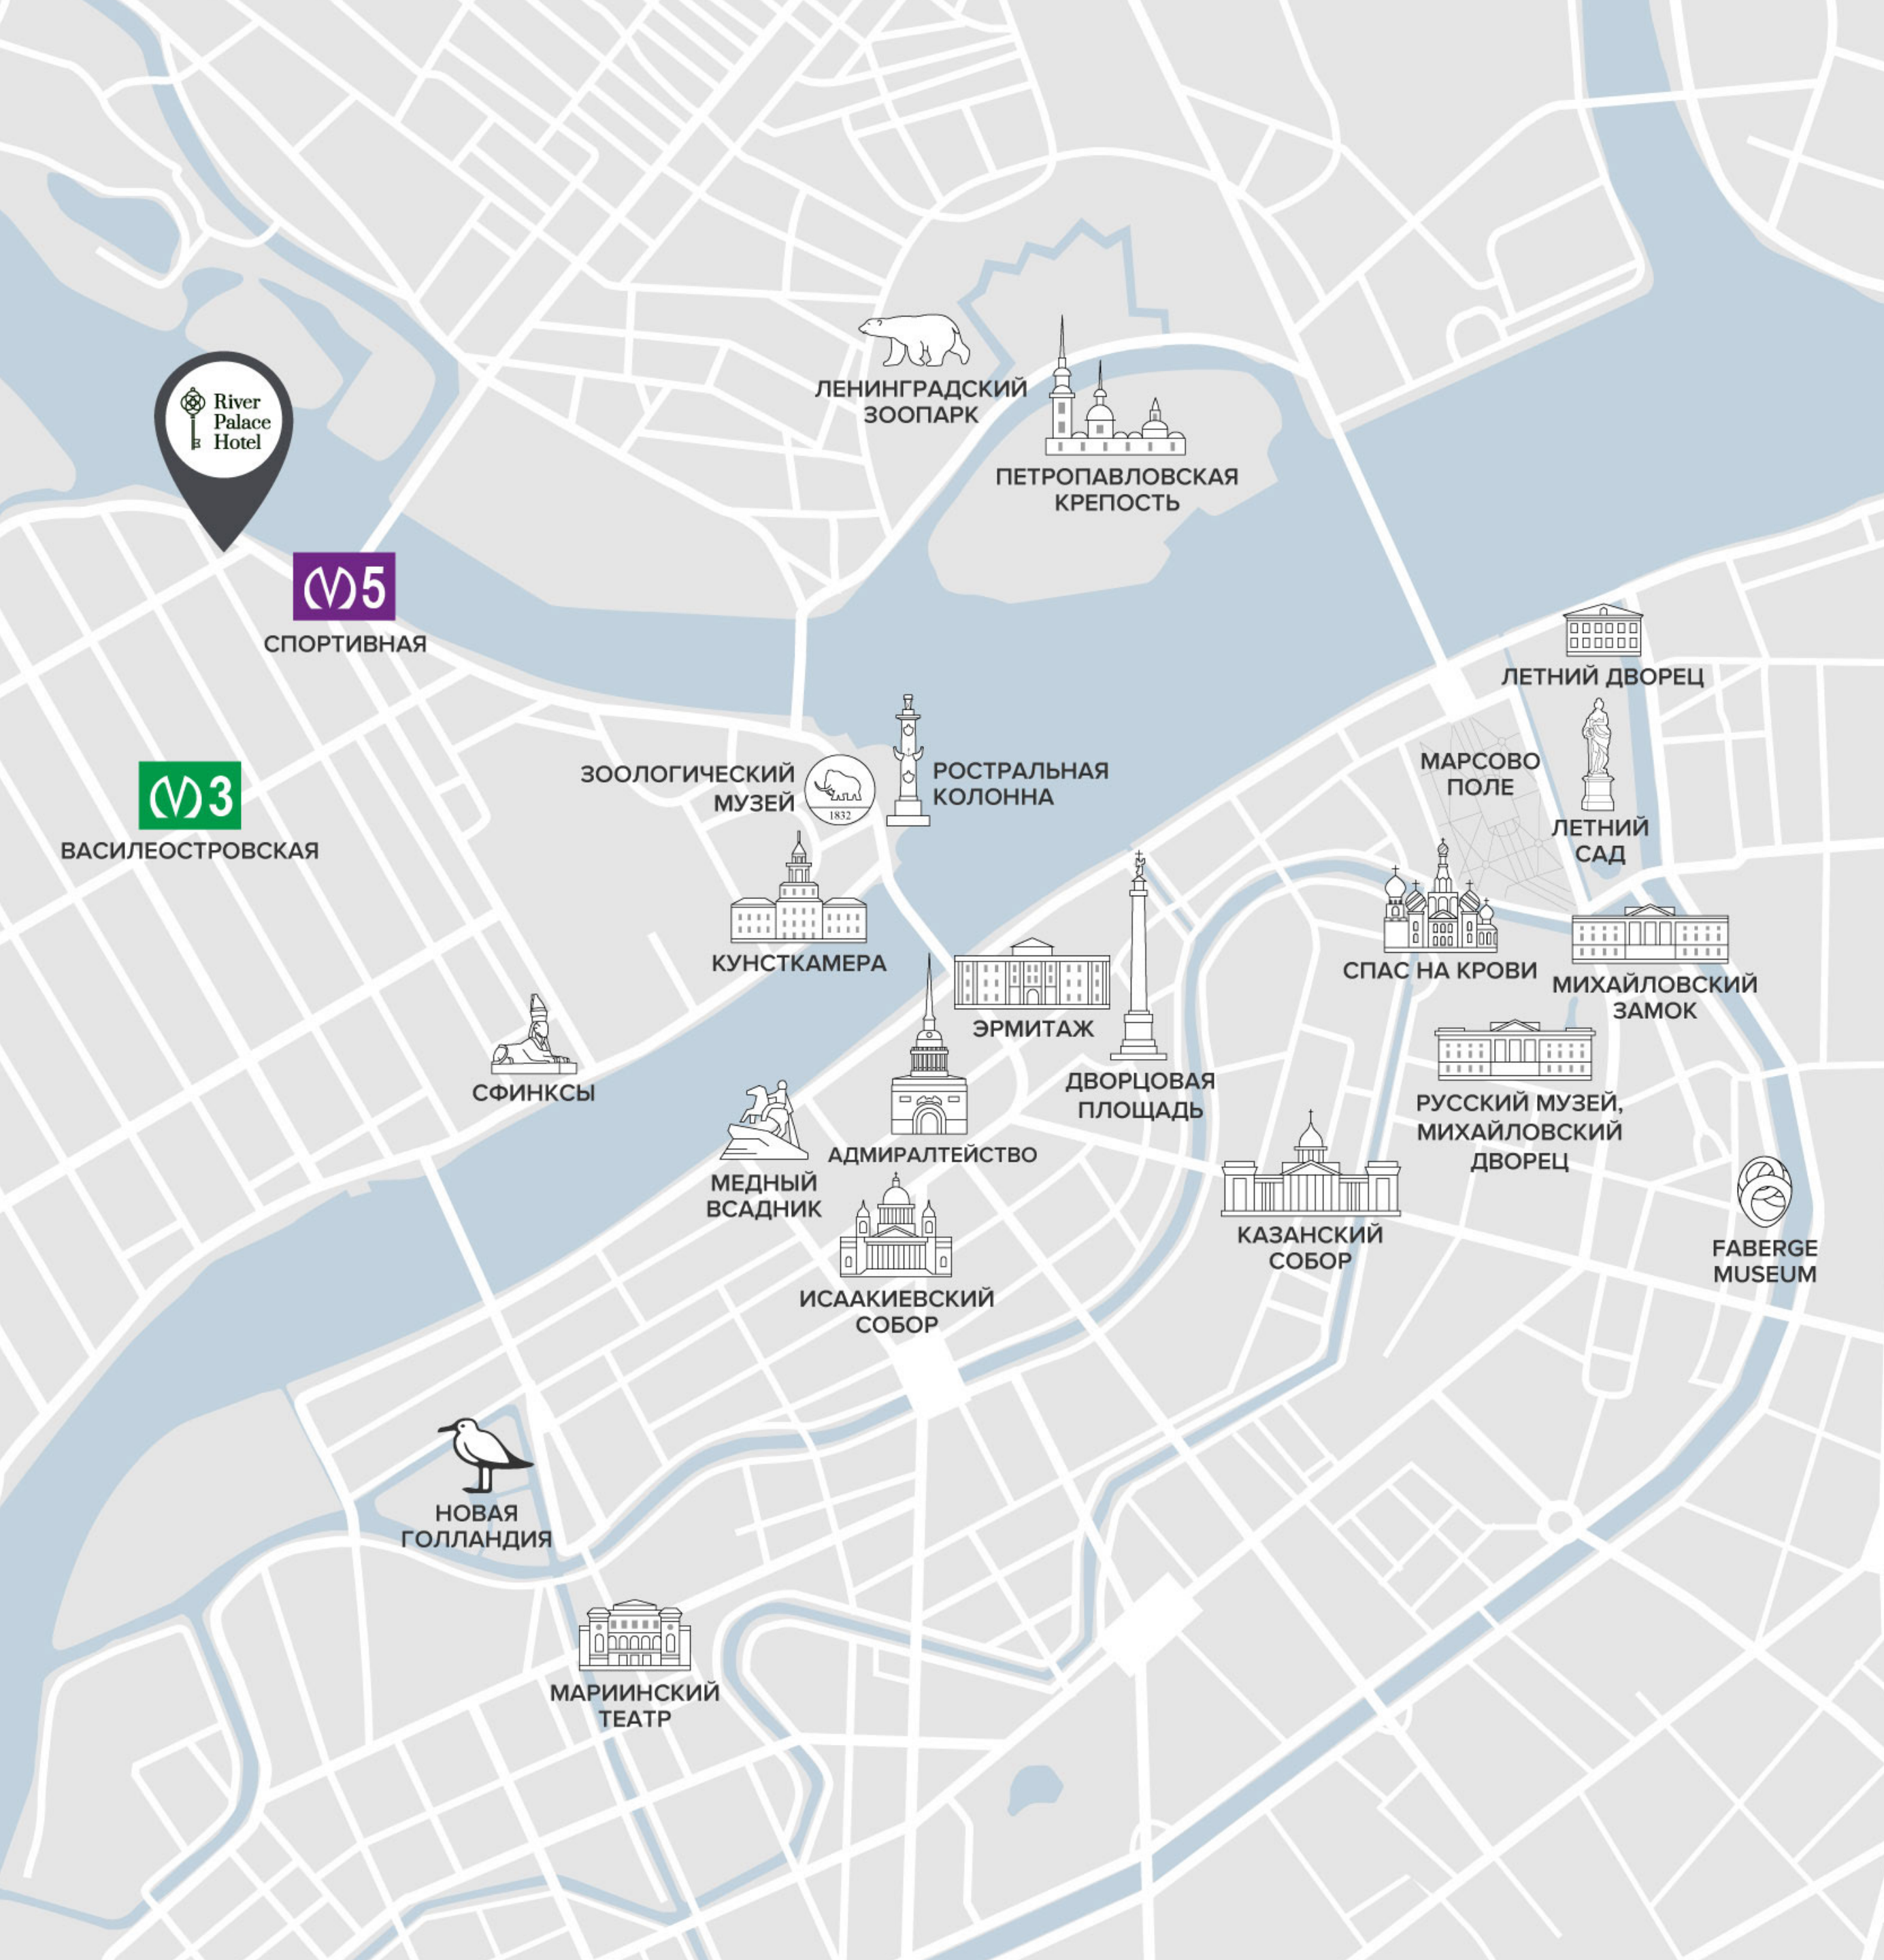 ЛЕНИНГРАДСКИЙ
ЗООПАРК
River
Palace
Hotel
ПЕТРОПАВЛОВСКАЯ
КРЕПОСТЬ
5
СПОРТИВНАЯ
ЛЕТНИЙ ДВОРЕЦ
3
ВАСИЛЕОСТРОВСКАЯ
ЗООЛОГИЧЕСКИЙ
МУЗЕЙ
1832
РОСТРАЛЬНАЯ
КОЛОННА
МАРСОВО
ПОЛЕ
ЛЕТНИЙ
САД
КУНСТКАМЕРА
СПАС НА КРОВИ
МИХАЙЛОВСКИЙ
ЗАМОК
ЭРМИТАЖ
СФИНКСЫ
ДВОРЦОВАЯ
ПЛОЩАДЬ
РУССКИЙ МУЗЕЙ,
МИХАЙЛОВСКИЙ
ДВОРЕЦ
АДМИРАЛТЕЙСТВО
МЕДНЫЙ
ВСАДНИК
КАЗАНСКИЙ
СОБОР
FABERGE
MUSEUM
ИСААКИЕВСКИЙ
СОБОР
НОВАЯ
ГОЛЛАНДИЯ
МАРИИНСКИЙ
ТЕАТР